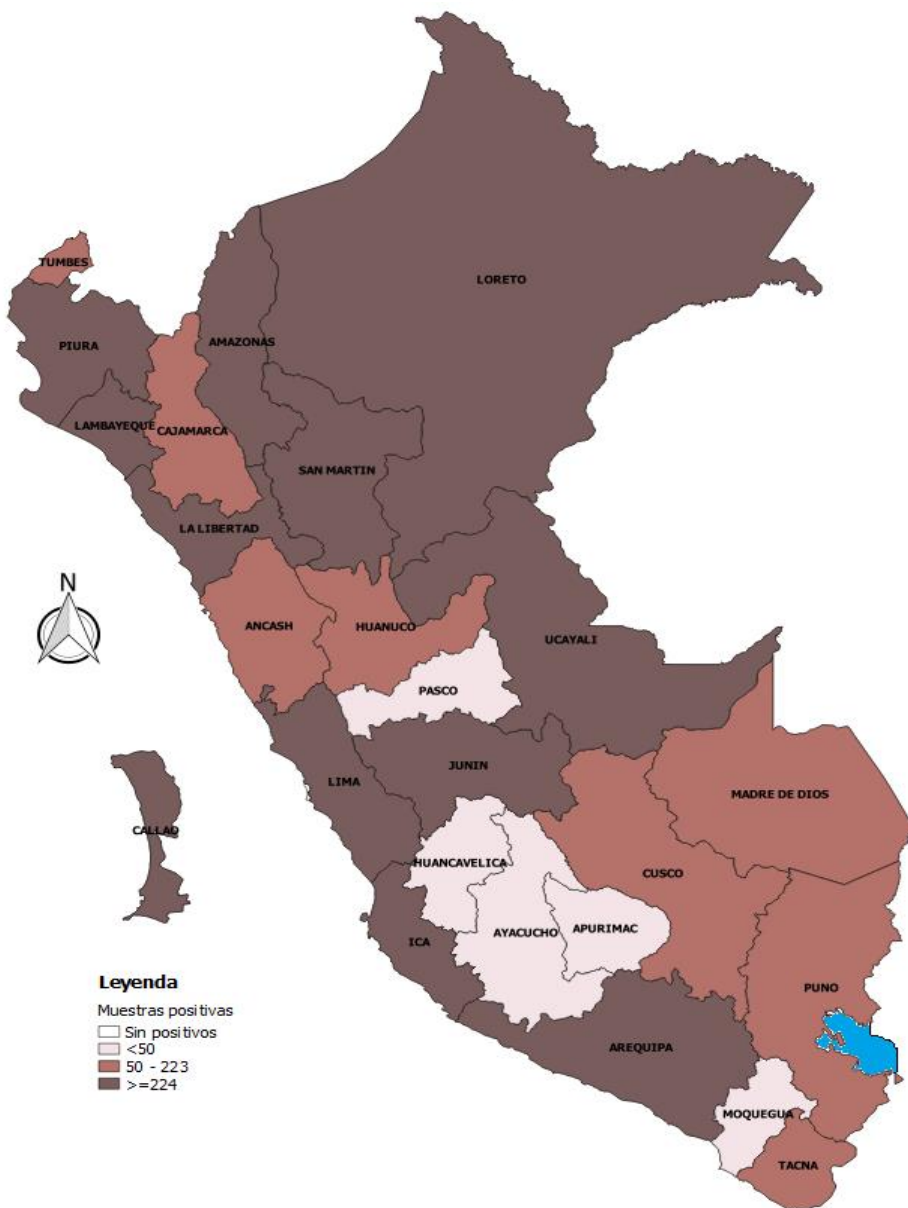 LORETO
TUMBES
AMAZONAS
PIURA
LAMBAYEQUE
CAJAMARCA
SAN MARTIN
LA LIBERTAD
N
ANCASH
HUANUCO
UCAYALI
PASCO
JUNIN
LIMA
MADRE DE DIOS
CALLAO
HUANCAVELICA
CUSCO
AYACUCHO
APURIMAC
ICA
PUNO
AREQUIPA
MOQUEGUA
TACNA
Leyenda
Muestras positivas
Sin positivos
<50
50 - 223
>=224